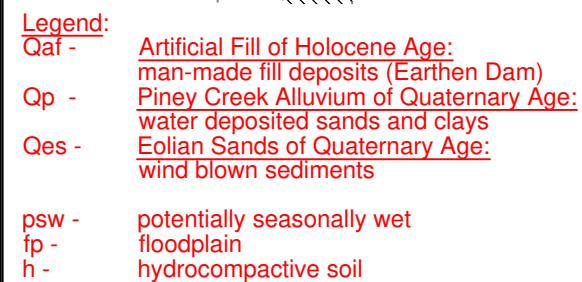 Legend:
Qaf - Artificial Fill of Holocene Age:
man-made fill deposits (Earthen Dam)
Qp - Piney Creek Alluvium of Quaternary Age:
water deposited sands and clays
Qes - Eolian Sands of Quaternary Age:
wind blown sediments
psw - potentially seasonally wet
fp - floodplain
h - hydrocompactive soil